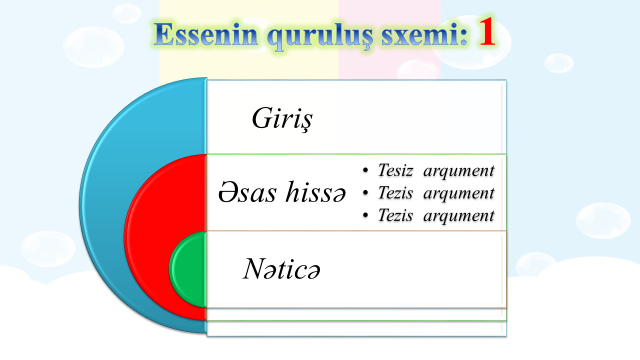 Essenin quruluş sxemi: 1
Giriş
Əsas hissə
• Tesiz arqument
• Tezis arqument
• Tezis arqument
Nəticə